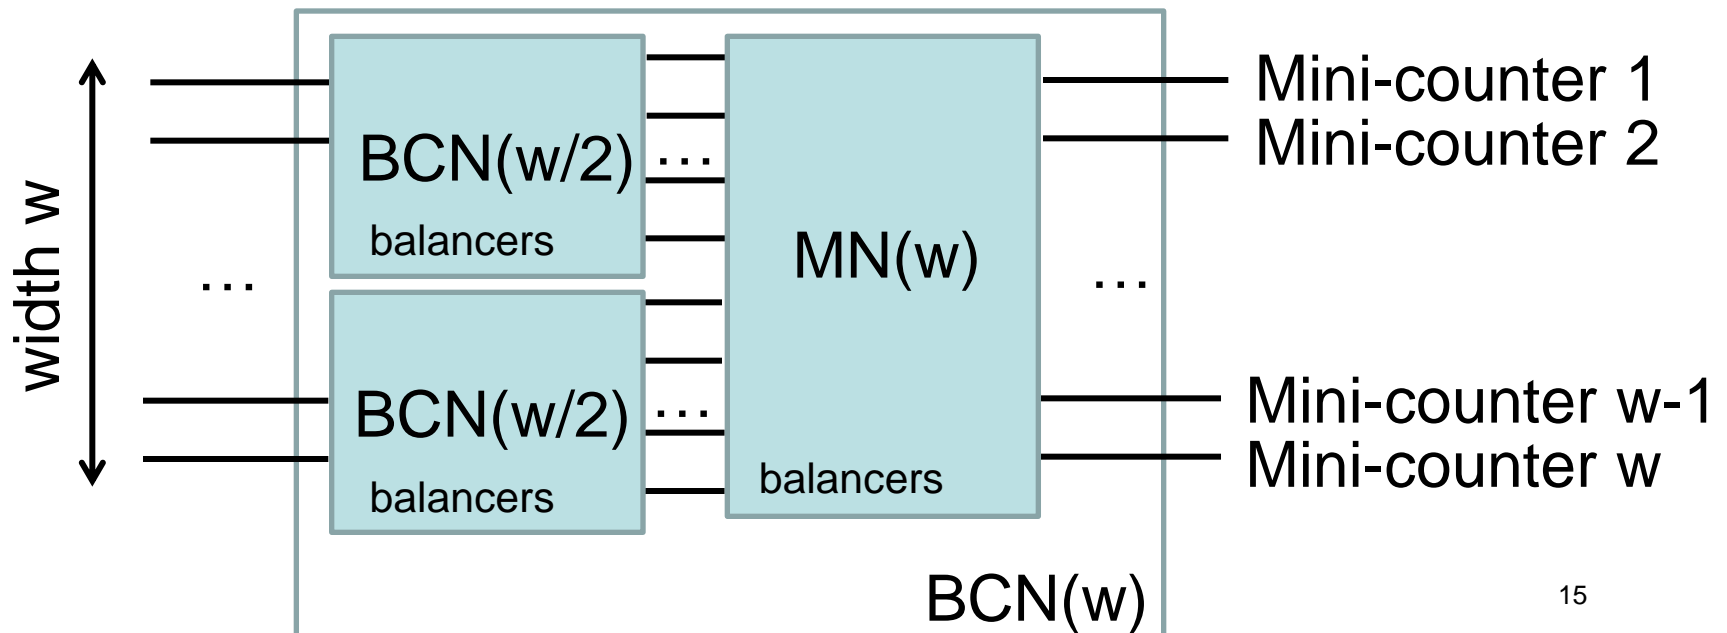 width w
...
BCN(w/2)
balancers
...
BCN(w/2)
balancers
...
MN(w)
balancers
...
Mini-counter 1
Mini-counter 2
Mini-counter w-1
Mini-counter w
BCN(w)
15